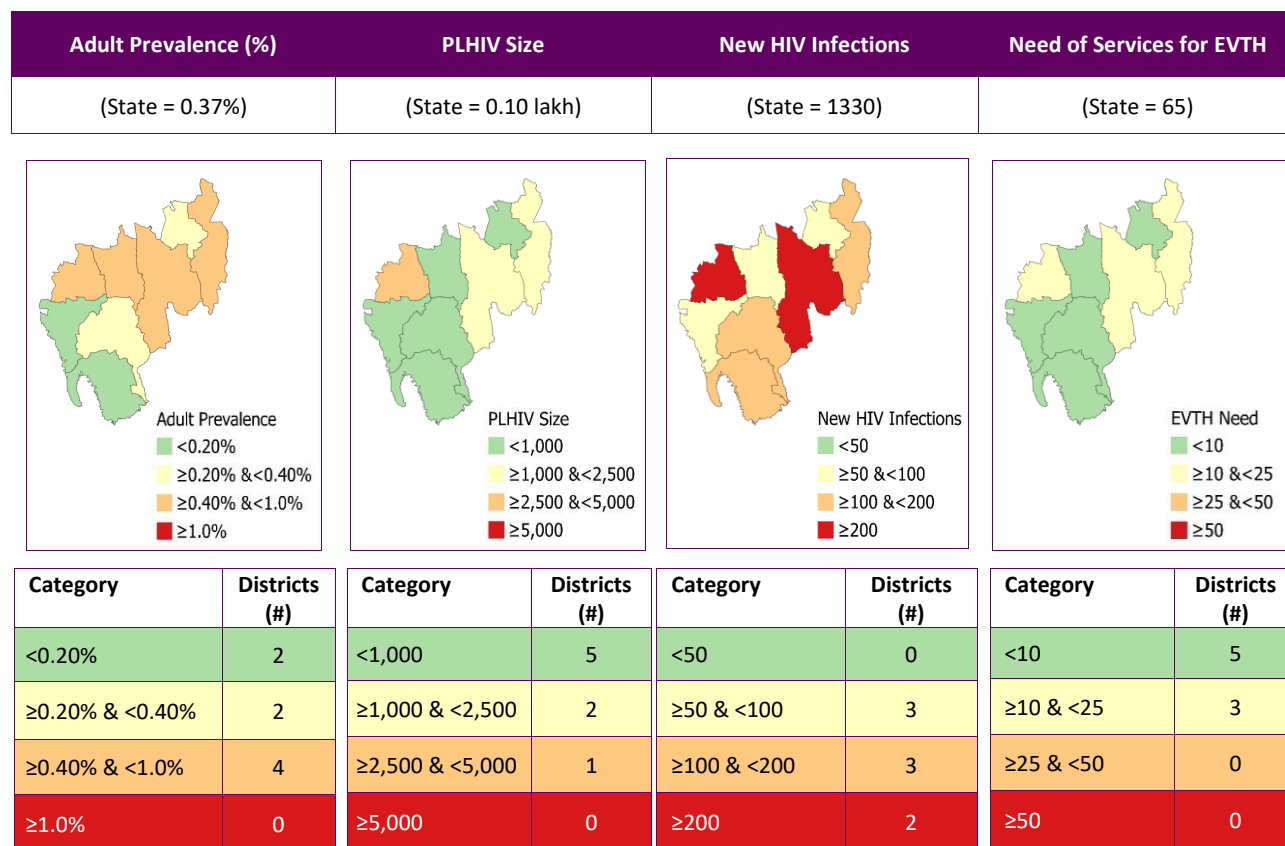 Adult Prevalence (%) PLHIV Size New HIV Infections Need of Services for EVTH
(State = 0.37%) (State = 0.10 lakh) (State = 1330) (State = 65)
Adult Prevalence
<0.20%
≥0.20% &<0.40%
≥0.40% &<1.0%
≥1.0%
PLHIV Size
<1,000
≥1,000 &<2,500
≥2,500 &<5,000
≥5,000
New HIV Infections
<50
≥50 &<100
≥100 &<200
≥200
EVTH Need
<10
≥10 &<25
≥25 &<50
≥50
Category Districts
(#)
<0.20% 2
≥0.20% & <0.40% 2
≥0.40% & <1.0% 4
≥1.0% 0
Category Districts
(#)
<1,000 5
≥1,000 & <2,500 2
≥2,500 & <5,000 1
≥5,000 0
Category Districts
(#)
<50 0
≥50 & <100 3
≥100 & <200 3
≥200 2
Category Districts
(#)
<10 5
≥10 & <25 3
≥25 & <50 0
≥50 0